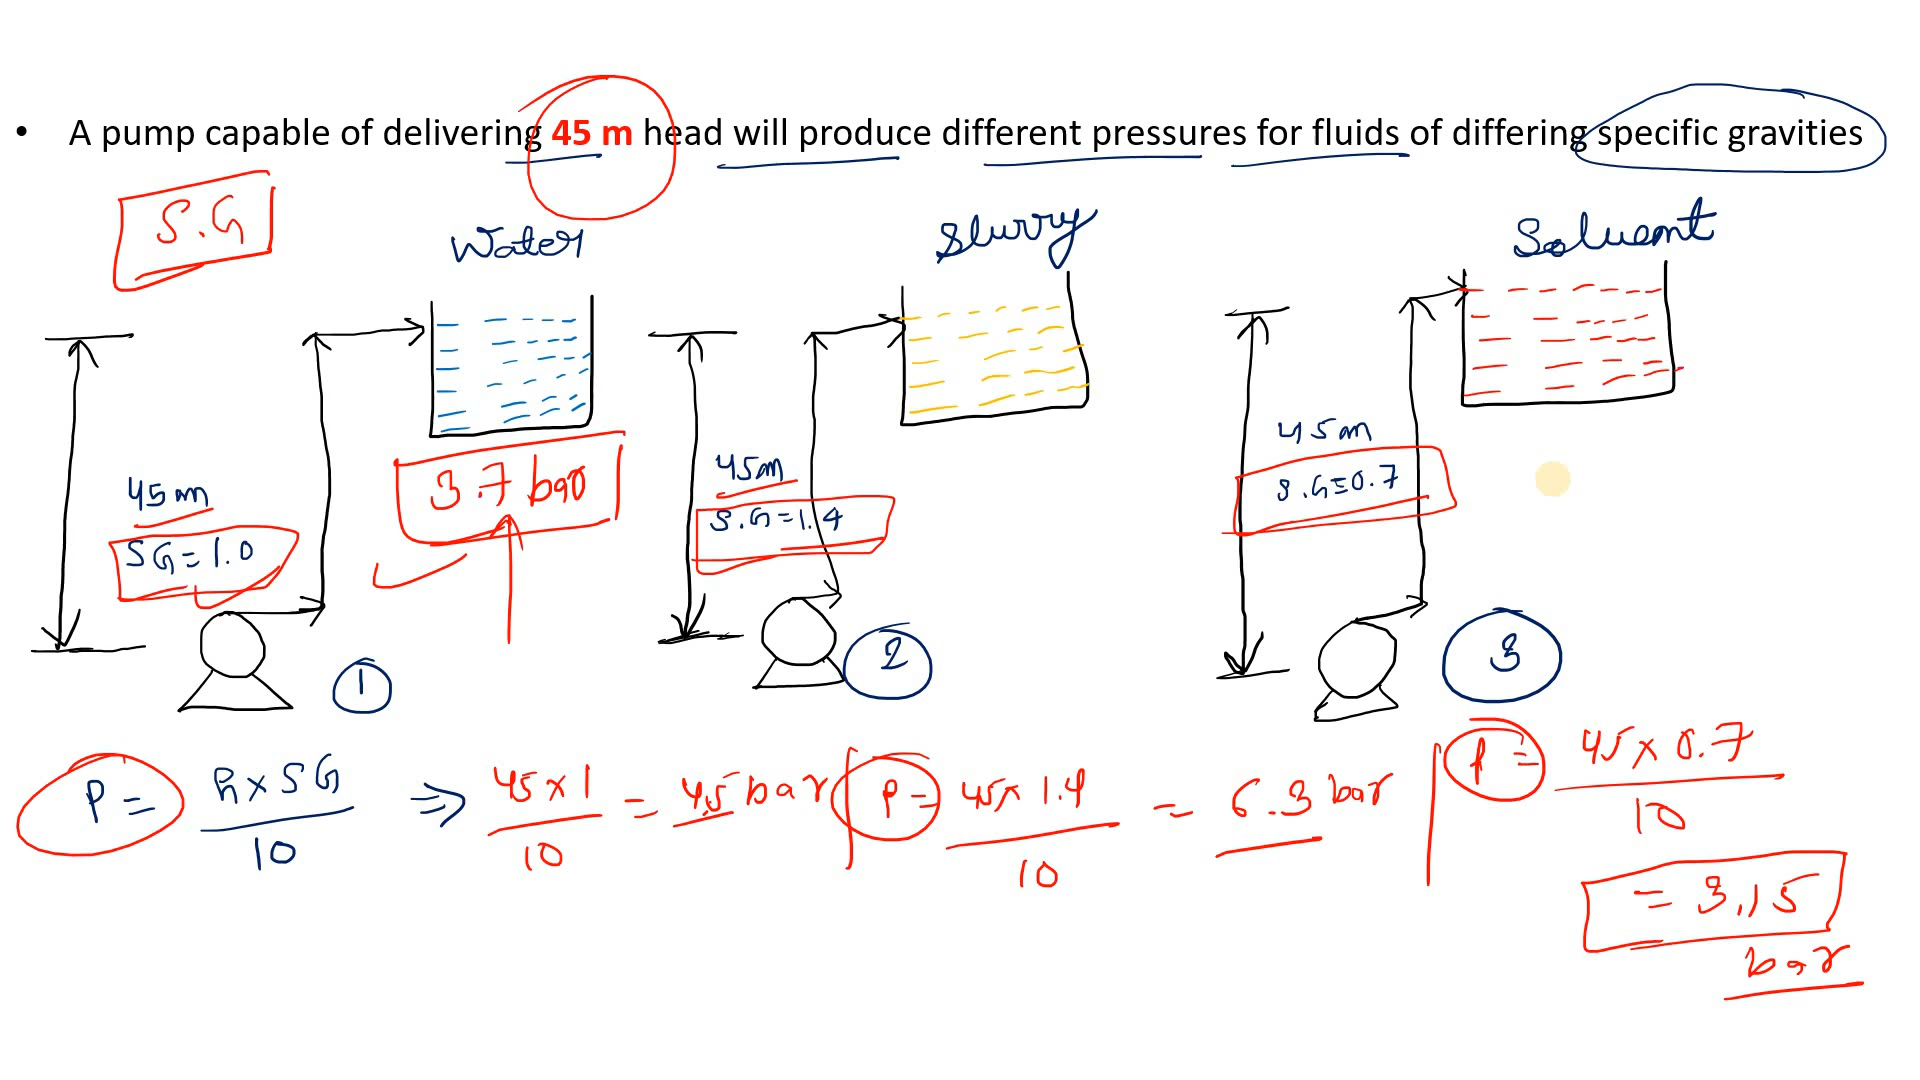 • A pump capable of delivering 45 m head will produce different pressures for fluids of differing specific gravities
S.G
Water
Slurry
Solvent
45m
SG=1.0
3.7 bar
45m
S.G=1.4
45m
S.G=0.7
1
2
3
P = h×SG/10 ⇒ 45×1/10 = 4.5 bar
P = 45×1.4/10 = 6.3 bar
P = 45×0.7/10
= 3.15
bar